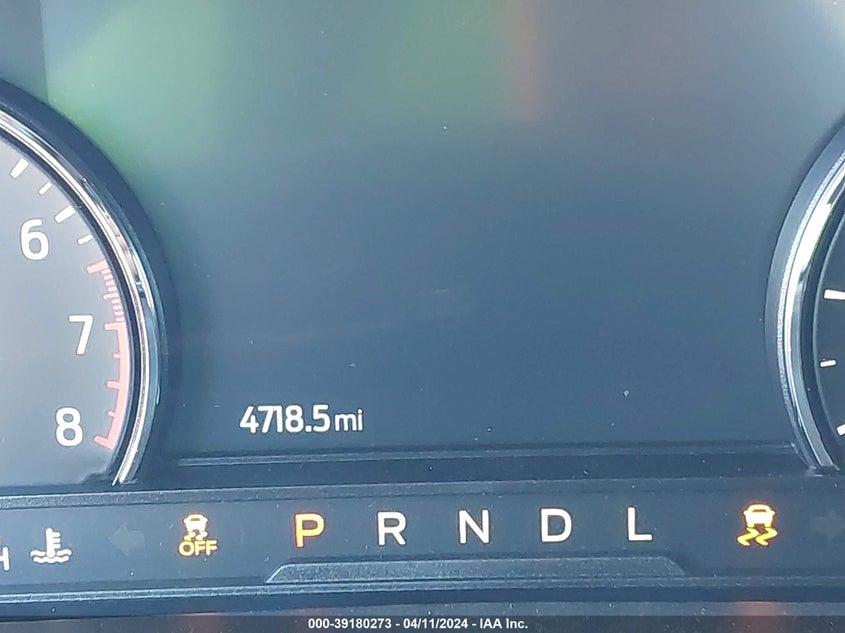 6
7
8
4718.5 mi
H OFF P R N D L
000-39180273 - 04/11/2024 - IAA Inc.